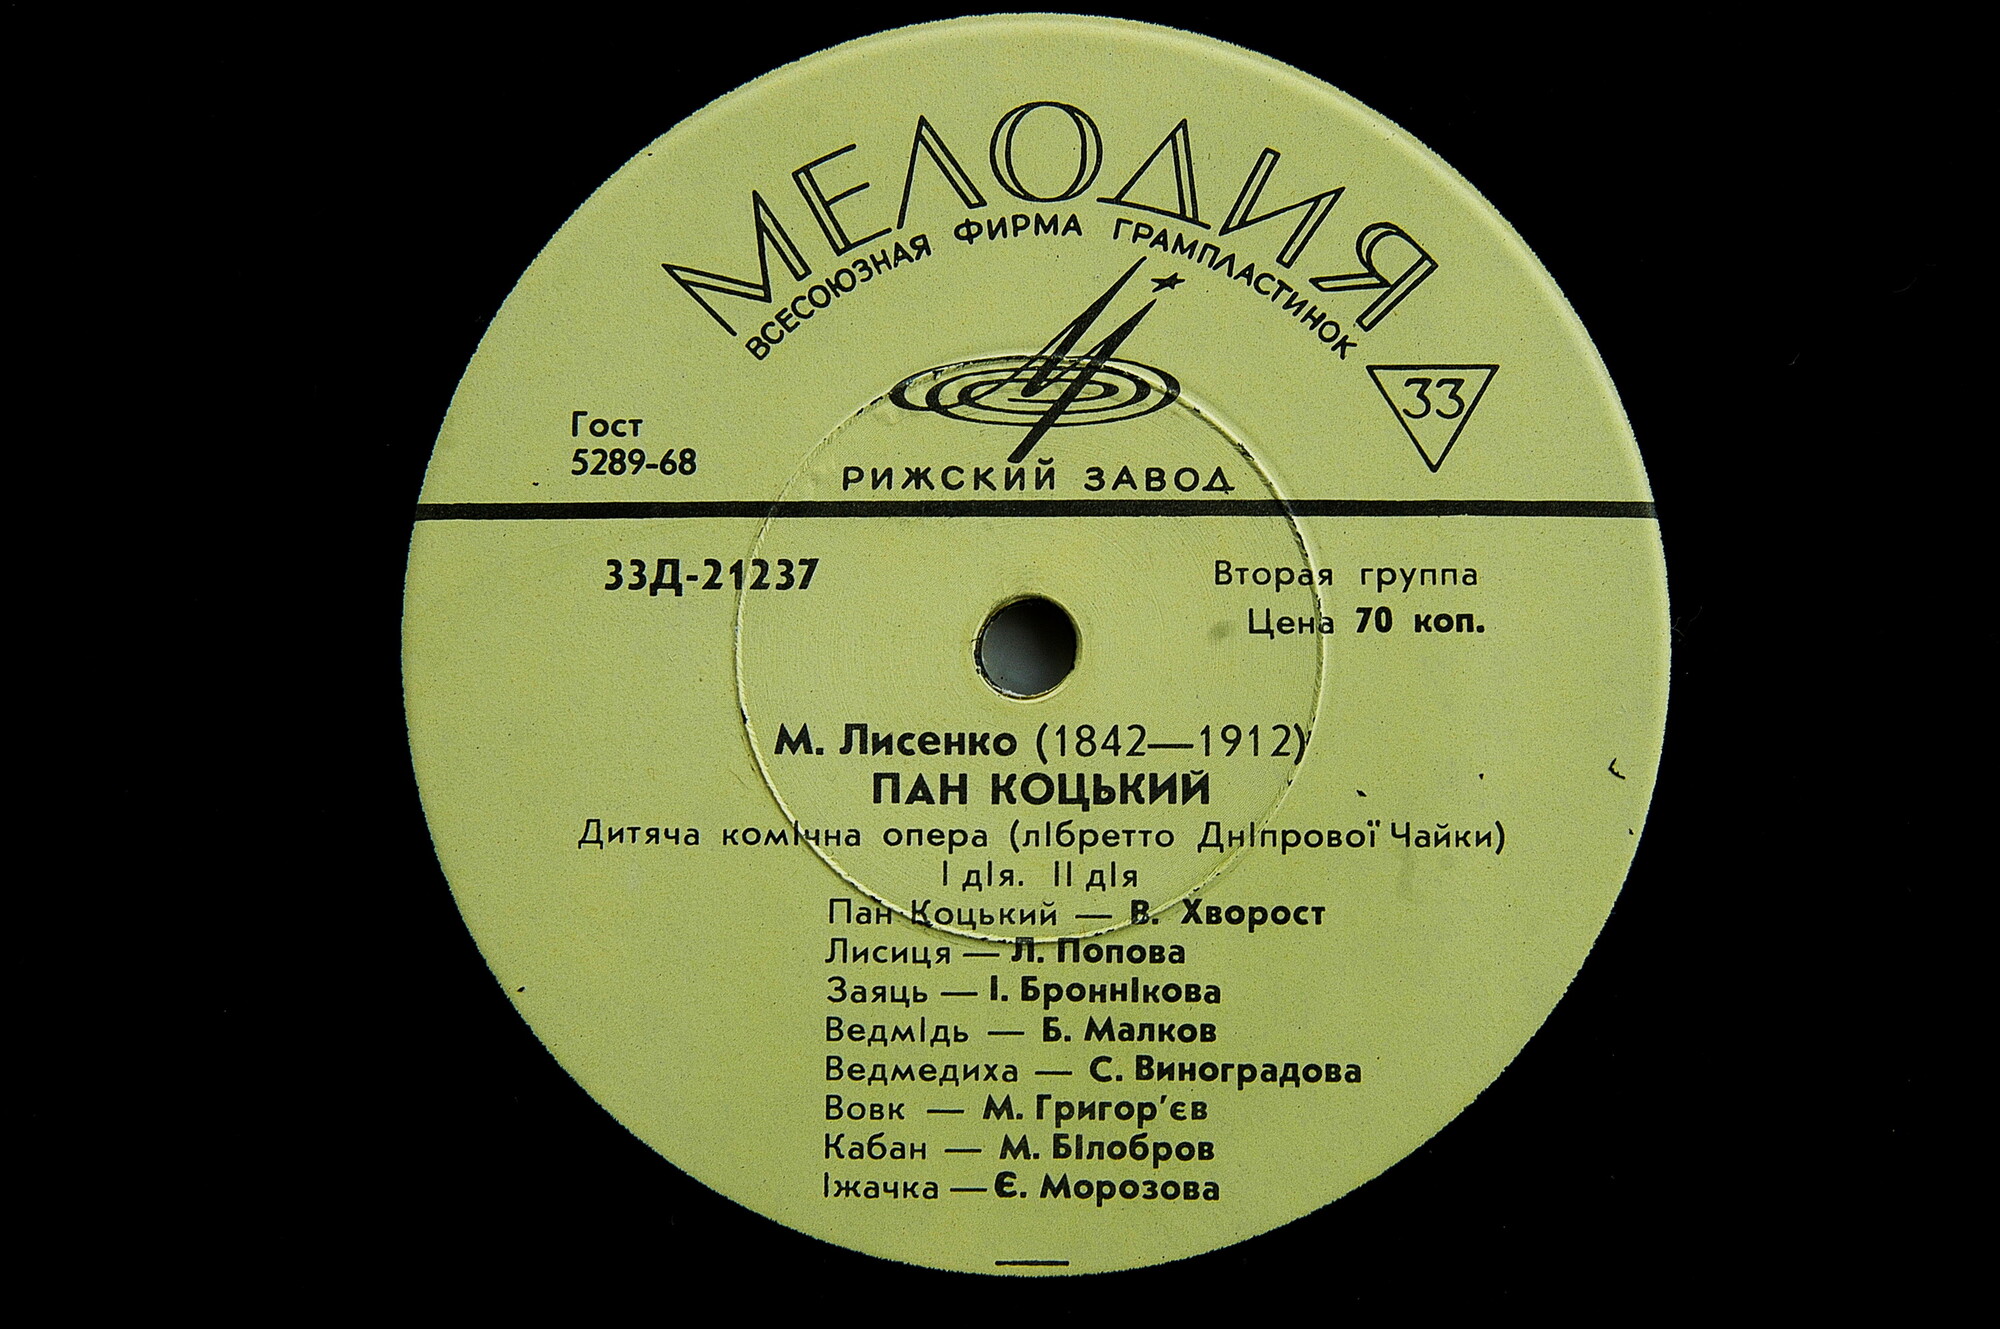 МЕЛОДИЯ
ВСЕСОЮЗНАЯ ФИРМА ГРАМПЛАСТИНОК
33
Гост
5289-68
РИЖСКИЙ ЗАВОД
33Д-21237
Вторая группа
Цена 70 коп.
М. Лисенко (1842—1912)
ПАН КОЦЬКИЙ
Дитяча комічна опера (лібретто Дніпрової Чайки)
I дія. II дія
Пан Коцький — В. Хворост
Лисиця — Л. Попова
Заяць — І. Броннікова
Ведмідь — Б. Малков
Ведмедиха — С. Виноградова
Вовк — М. Григор'єв
Кабан — М. Білобров
Їжачка — Є. Морозова